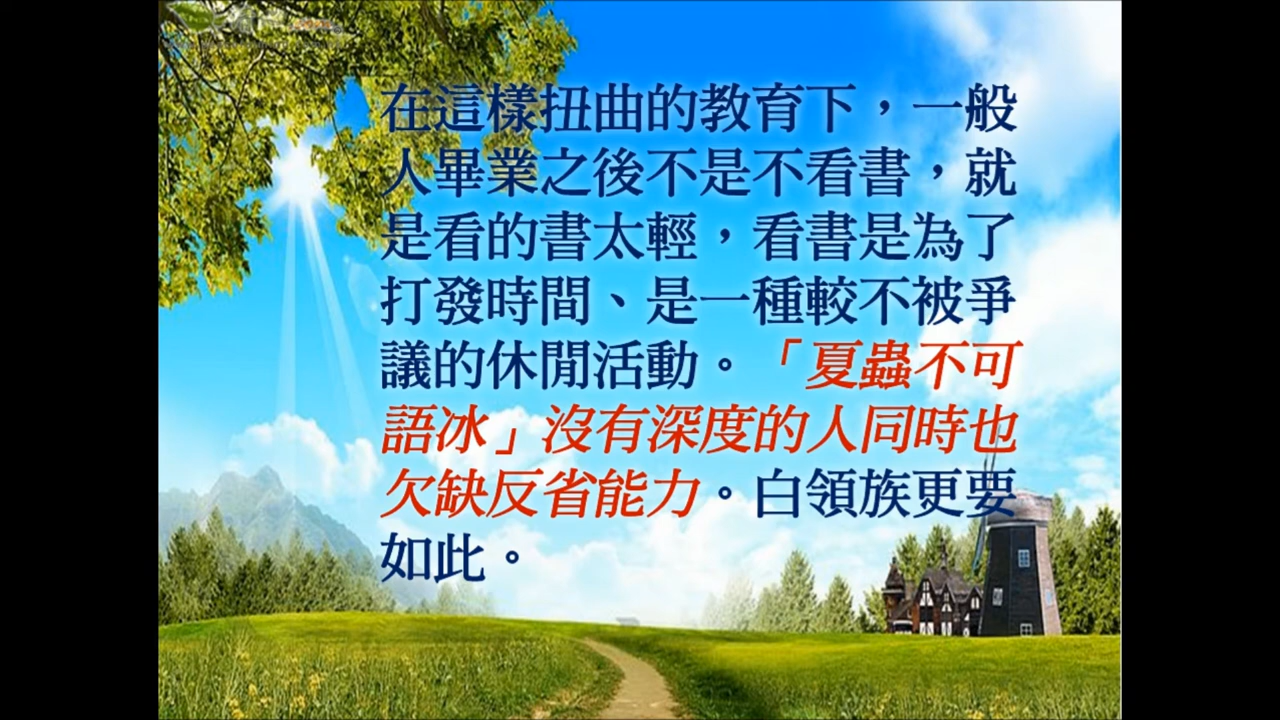 在這樣扭曲的教育下，一般
人畢業之後不是不看書，就
是看的書太輕，看書是為了
打發時間、是一種較不被爭
議的休閒活動。「夏蟲不可
語冰」沒有深度的人同時也
欠缺反省能力。白領族更要
如此。